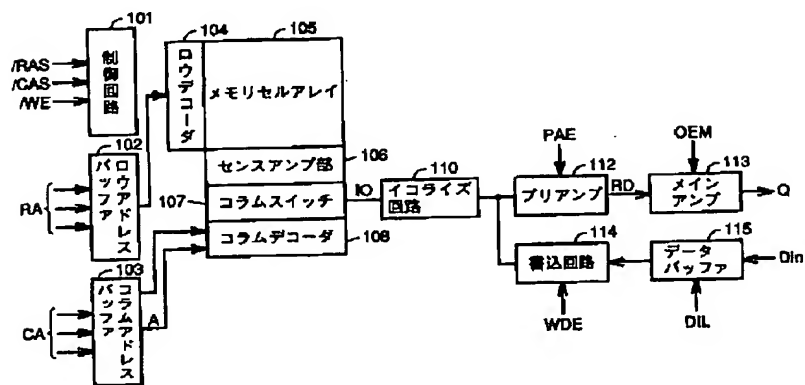 101
制御回路
/RAS
/CAS
/WE
102
ロウアドレス
バッファ
RA
103
コラムアドレス
バッファ
CA
A
104
ロウデコーダ
105
メモリセルアレイ
センスアンプ部
106
107
コラムスイッチ
コラムデコーダ
108
IO
110
イコライズ
回路
PAE
112
プリアンプ
RD
OEM
113
メイン
アンプ
Q
114
書込回路
WDE
115
データ
バッファ
Din
DIL